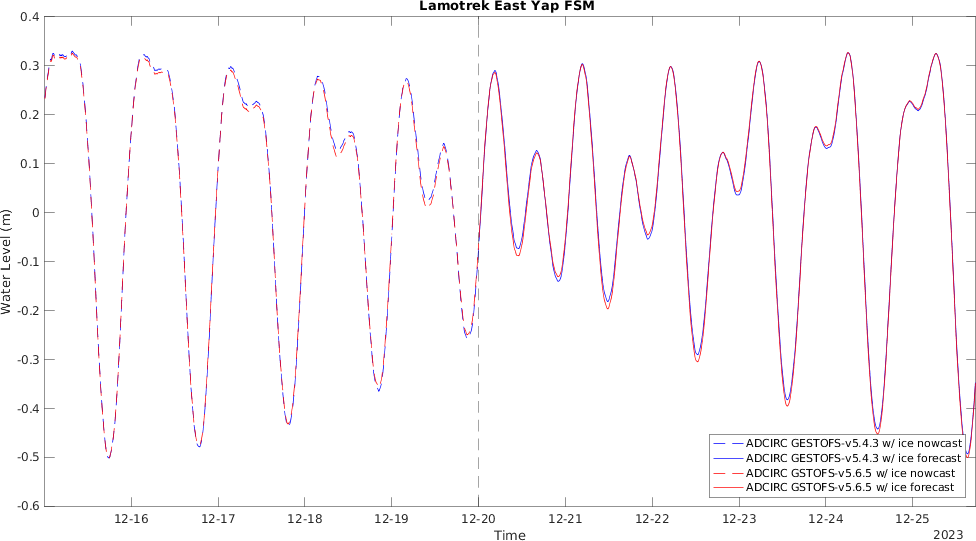 Lamotrek East Yap FSM
Water Level (m)
0.4
0.3
0.2
0.1
0
-0.1
-0.2
-0.3
-0.4
-0.5
-0.6
ADCIRC GESTOFS-v5.4.3 w/ ice nowcast
ADCIRC GESTOFS-v5.4.3 w/ ice forecast
ADCIRC GSTOFS-v5.6.5 w/ ice nowcast
ADCIRC GSTOFS-v5.6.5 w/ ice forecast
12-16 12-17 12-18 12-19 12-20 12-21 12-22 12-23 12-24 12-25
Time
2023